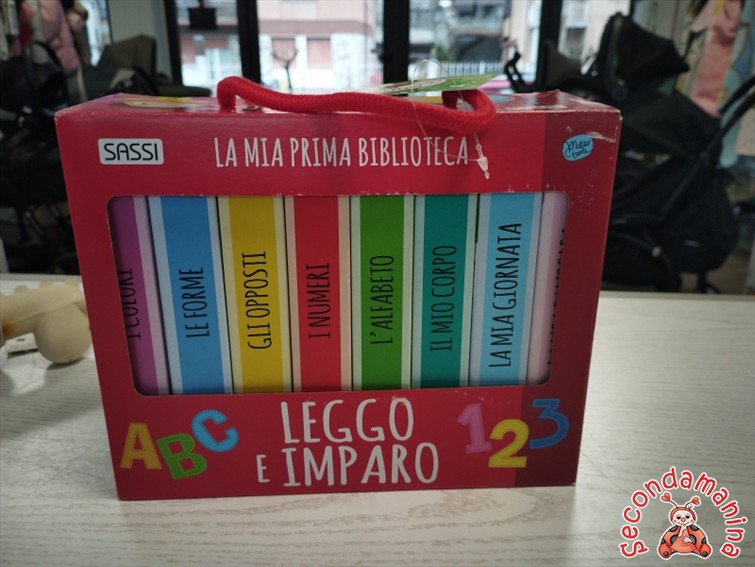 SASSI
LA MIA PRIMA BIBLIOTECA
I COLORI
LE FORME
GLI OPPOSTI
I NUMERI
L'ALFABETO
IL MIO CORPO
LA MIA GIORNATA
ABC
LEGGO
E IMPARO
123
Secondamanina